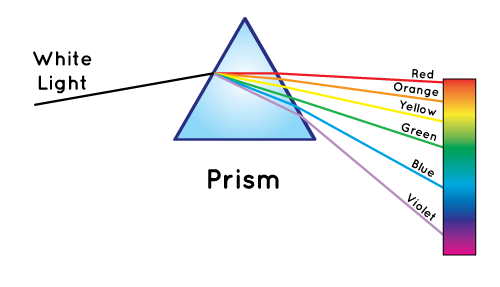 White
Light
Prism
Red
Orange
Yellow
Green
Blue
Violet